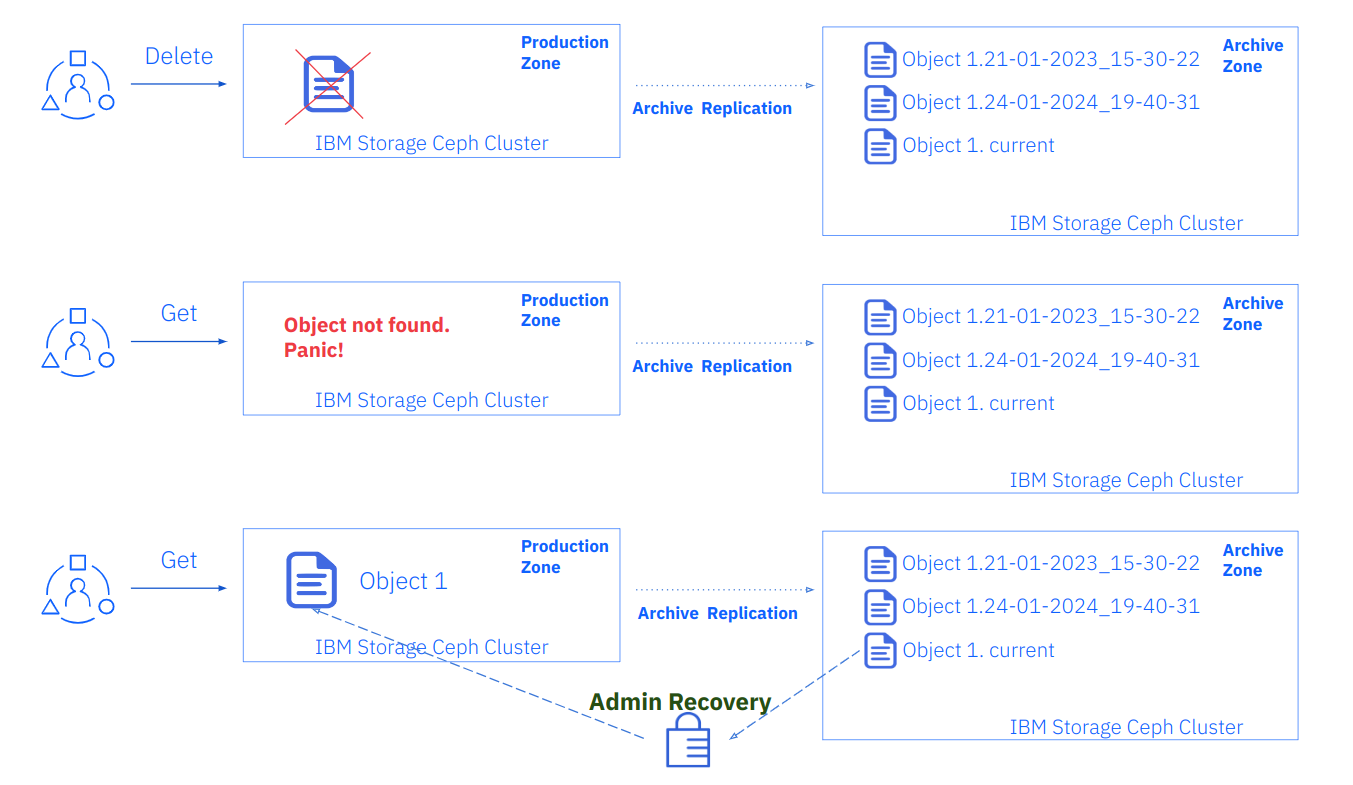 Delete
Production
Zone
IBM Storage Ceph Cluster
Archive Replication
Object 1.21-01-2023_15-30-22
Object 1.24-01-2024_19-40-31
Object 1. current
Archive
Zone
IBM Storage Ceph Cluster
Get
Object not found.
Panic!
Production
Zone
IBM Storage Ceph Cluster
Archive Replication
Object 1.21-01-2023_15-30-22
Object 1.24-01-2024_19-40-31
Object 1. current
Archive
Zone
IBM Storage Ceph Cluster
Get
Object 1
Production
Zone
IBM Storage Ceph Cluster
Archive Replication
Object 1.21-01-2023_15-30-22
Object 1.24-01-2024_19-40-31
Object 1. current
Archive
Zone
IBM Storage Ceph Cluster
Admin Recovery